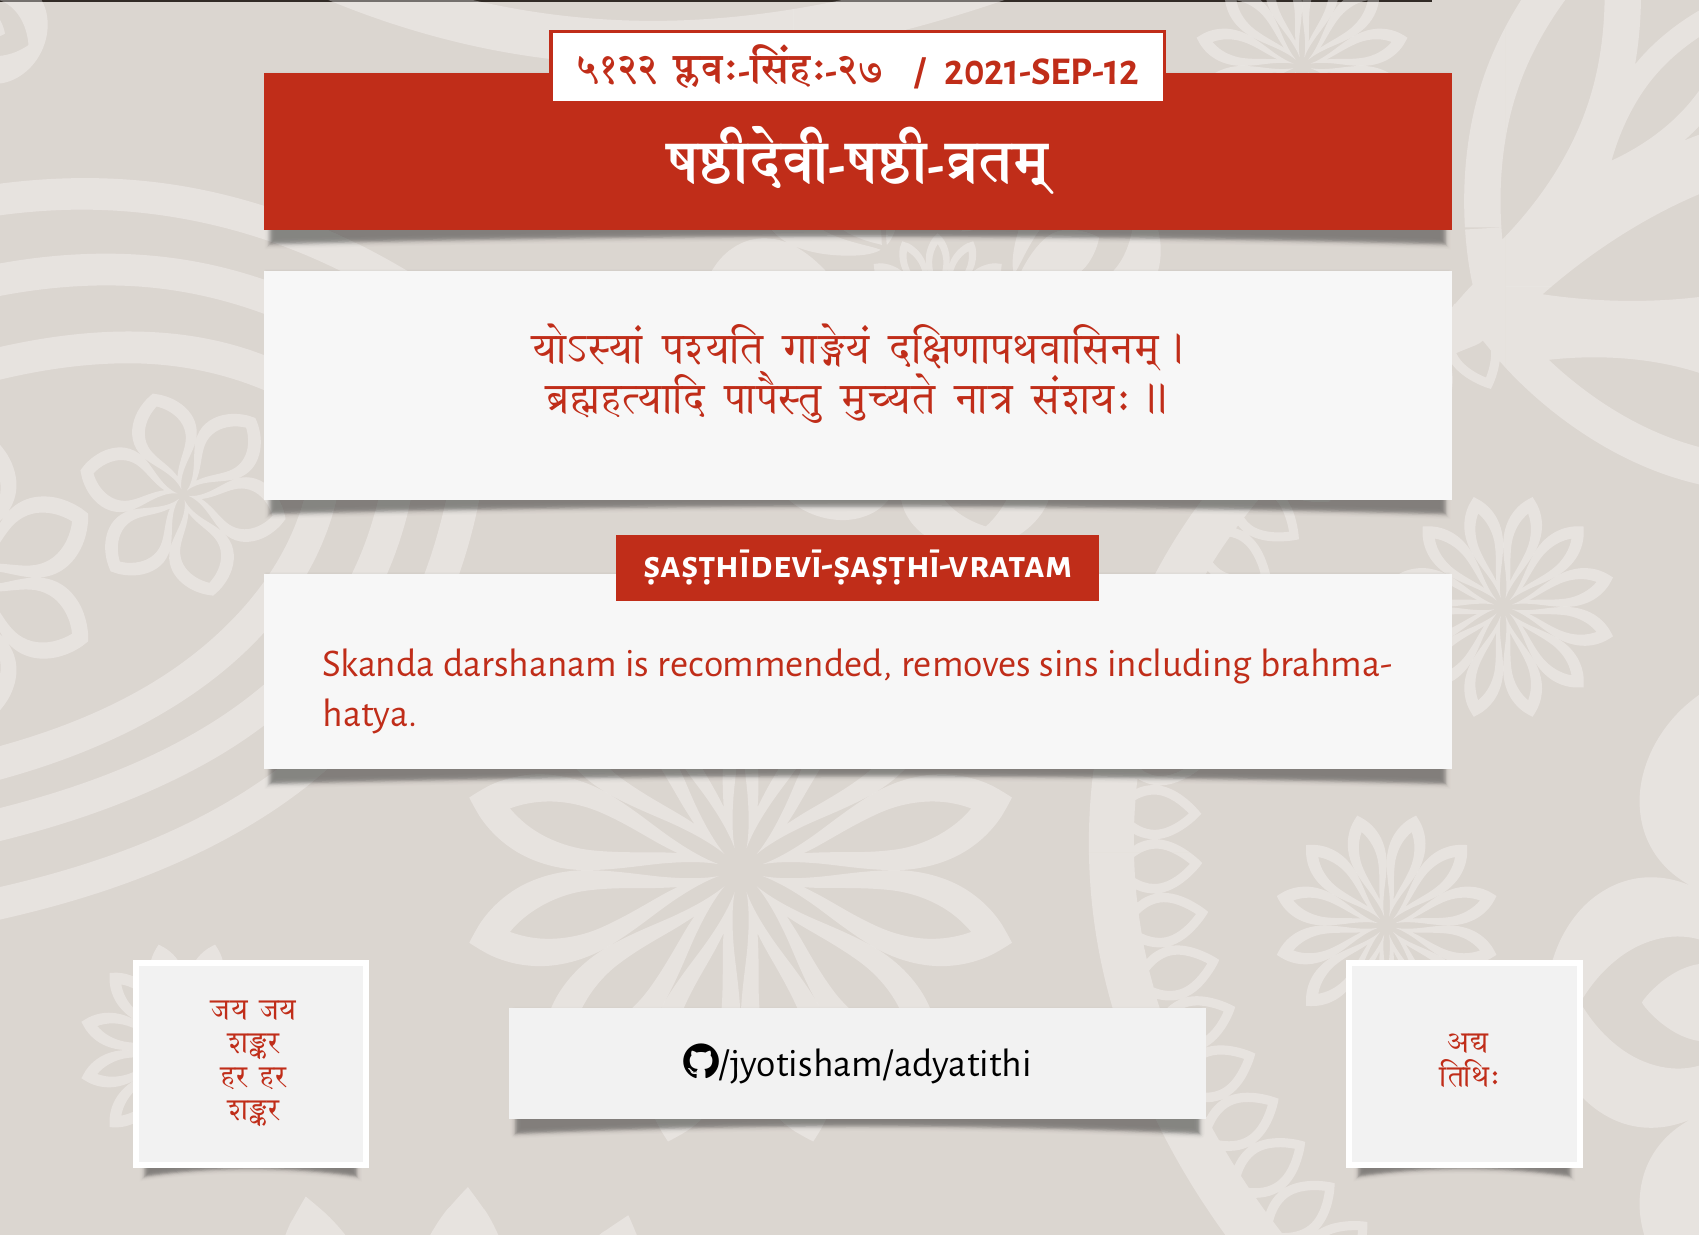 ५१२२ प्लवः-सिंहः-२७ / 2021-SEP-12
षष्ठीदेवी-षष्ठी-व्रतम्
योऽस्यां पश्यति गाङ्गेयं दक्षिणापथवासिनम् ।
ब्रह्महत्यादि पापैस्तु मुच्यते नात्र संशयः ॥
ṢAṢṬHĪDEVĪ-ṢAṢṬHĪ-VRATAM
Skanda darshanam is recommended, removes sins including brahma-
hatya.
जय जय
शङ्कर
हर हर
शङ्कर
/jyotisham/adyatithi
अद्य
तिथिः